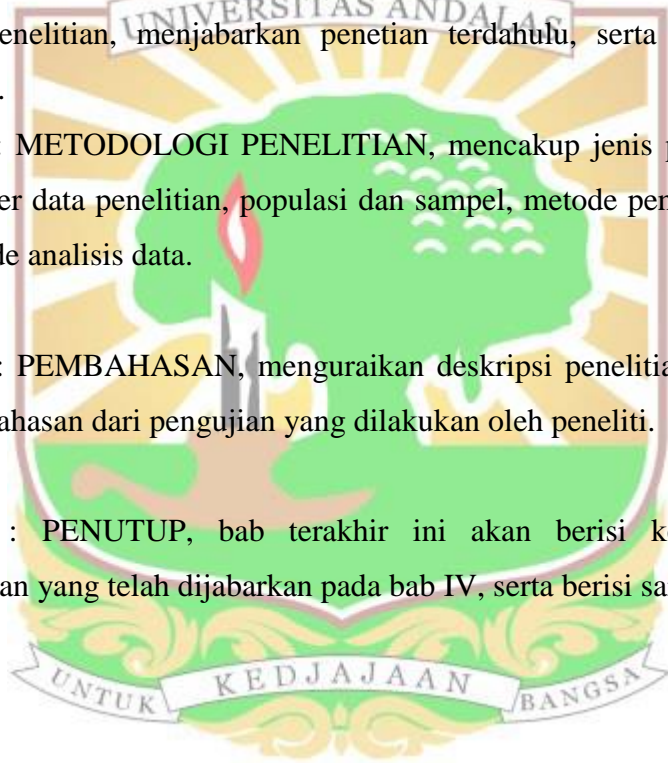 UNIVERSITAS ANDALAS
enelitian, menjabarkan penetian terdahulu, serta
.
: METODOLOGI PENELITIAN, mencakup jenis p
er data penelitian, populasi dan sampel, metode pen
de analisis data.
: PEMBAHASAN, menguraikan deskripsi penelitia
ahasan dari pengujian yang dilakukan oleh peneliti.
: PENUTUP, bab terakhir ini akan berisi ke
an yang telah dijabarkan pada bab IV, serta berisi sa
UNTUK KEDJAJAAN BANGSA